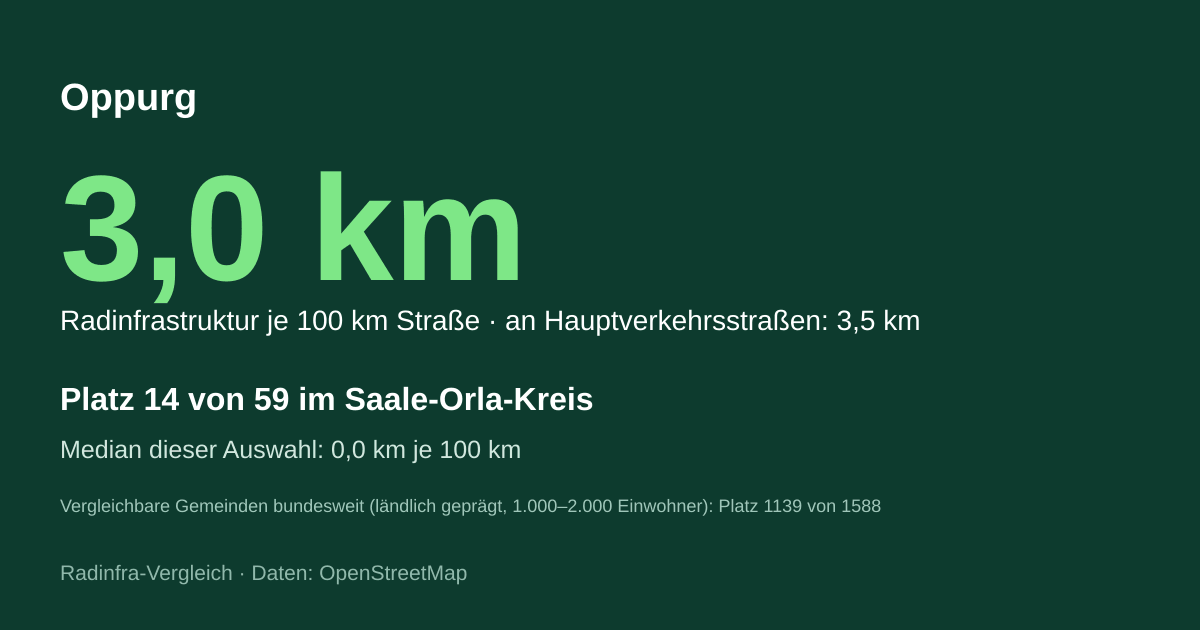 Oppurg
3,0 km
Radinfrastruktur je 100 km Straße · an Hauptverkehrsstraßen: 3,5 km
Platz 14 von 59 im Saale-Orla-Kreis
Median dieser Auswahl: 0,0 km je 100 km
Vergleichbare Gemeinden bundesweit (ländlich geprägt, 1.000–2.000 Einwohner): Platz 1139 von 1588
Radinfra-Vergleich · Daten: OpenStreetMap